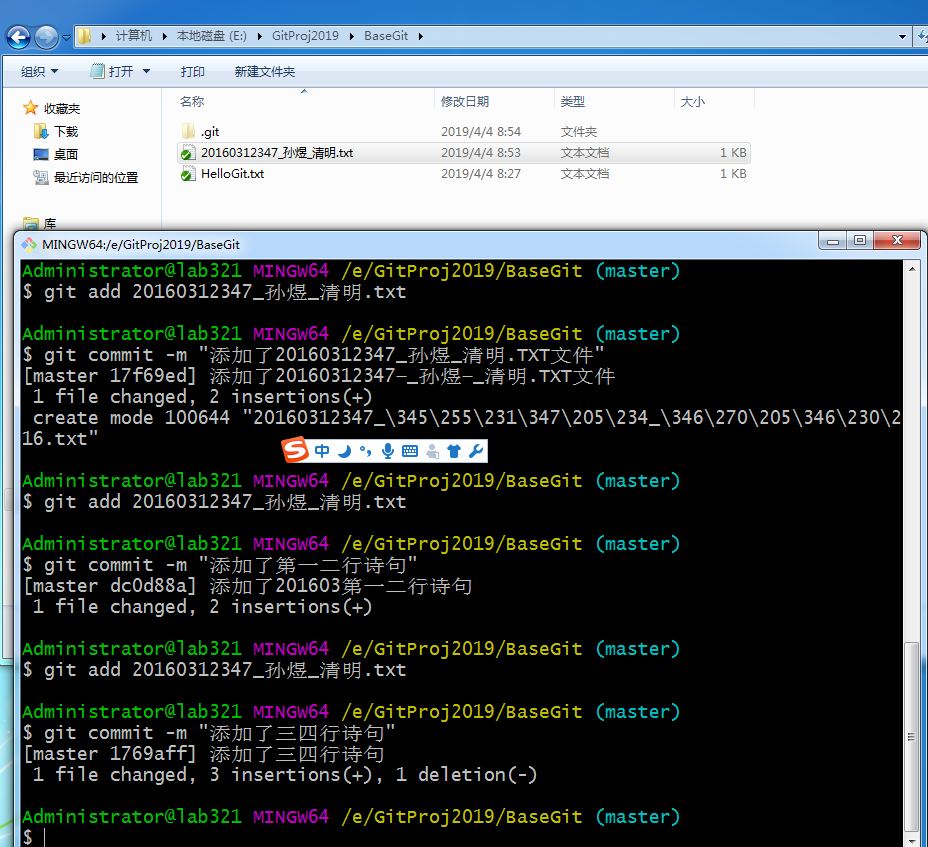 计算机 本地磁盘 (E:) GitProj2019 BaseGit
组织 打开 打印 新建文件夹
收藏夹
下载
桌面
最近访问的位置
库
名称 修改日期 类型 大小
.git 2019/4/4 8:54 文件夹
20160312347_孙煜_清明.txt 2019/4/4 8:53 文本文档 1 KB
HelloGit.txt 2019/4/4 8:27 文本文档 1 KB
MINGW64:/e/GitProj2019/BaseGit
Administrator@lab321 MINGW64 /e/GitProj2019/BaseGit (master)
$ git add 20160312347_孙煜_清明.txt
Administrator@lab321 MINGW64 /e/GitProj2019/BaseGit (master)
$ git commit -m "添加了20160312347_孙煜_清明.TXT文件"
[master 17f69ed] 添加了20160312347-_孙煜-_清明.TXT文件
1 file changed, 2 insertions(+)
create mode 100644 "20160312347_\345\255\231\347\205\234_\346\270\205\346\230\2
16.txt"
中
Administrator@lab321 MINGW64 /e/GitProj2019/BaseGit (master)
$ git add 20160312347_孙煜_清明.txt
Administrator@lab321 MINGW64 /e/GitProj2019/BaseGit (master)
$ git commit -m "添加了第一二行诗句"
[master dc0d88a] 添加了201603第一二行诗句
1 file changed, 2 insertions(+)
Administrator@lab321 MINGW64 /e/GitProj2019/BaseGit (master)
$ git add 20160312347_孙煜_清明.txt
Administrator@lab321 MINGW64 /e/GitProj2019/BaseGit (master)
$ git commit -m "添加了三四行诗句"
[master 1769aff] 添加了三四行诗句
1 file changed, 3 insertions(+), 1 deletion(-)
Administrator@lab321 MINGW64 /e/GitProj2019/BaseGit (master)
$